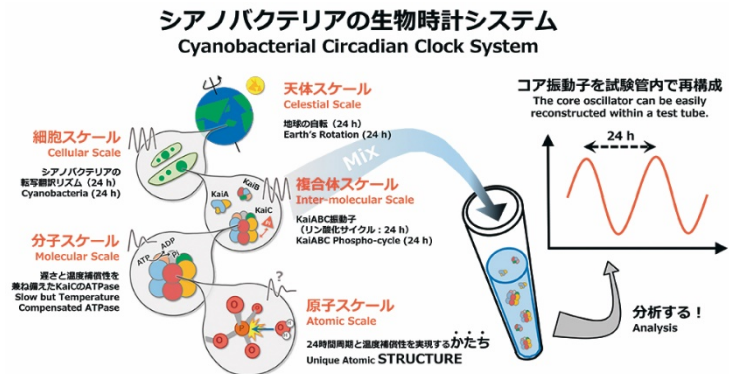 シアノバクテリアの生物時計システム
Cyanobacterial Circadian Clock System
天体スケール
Celestial Scale
地球の自転 (24 h)
Earth's Rotation (24 h)
細胞スケール
Cellular Scale
シアノバクテリアの
転写翻訳リズム (24 h)
Cyanobacteria (24 h)
KaiA
KaiB
KaiC
複合体スケール
Inter-molecular Scale
KaiABC振動子
(リン酸化サイクル:24 h)
KaiABC Phospho-cycle (24 h)
分子スケール
Molecular Scale
遅さと温度補償性を
兼ね備えたKaiCのATPase
Slow but Temperature
Compensated ATPase
ATP
ADP
Pi
?
原子スケール
Atomic Scale
24時間周期と温度補償性を実現するかたち
Unique Atomic STRUCTURE
O
O
P
O
O
H
H
Mix
コア振動子を試験管内で再構成
The core oscillator can be easily
reconstructed within a test tube.
24 h
分析する!
Analysis